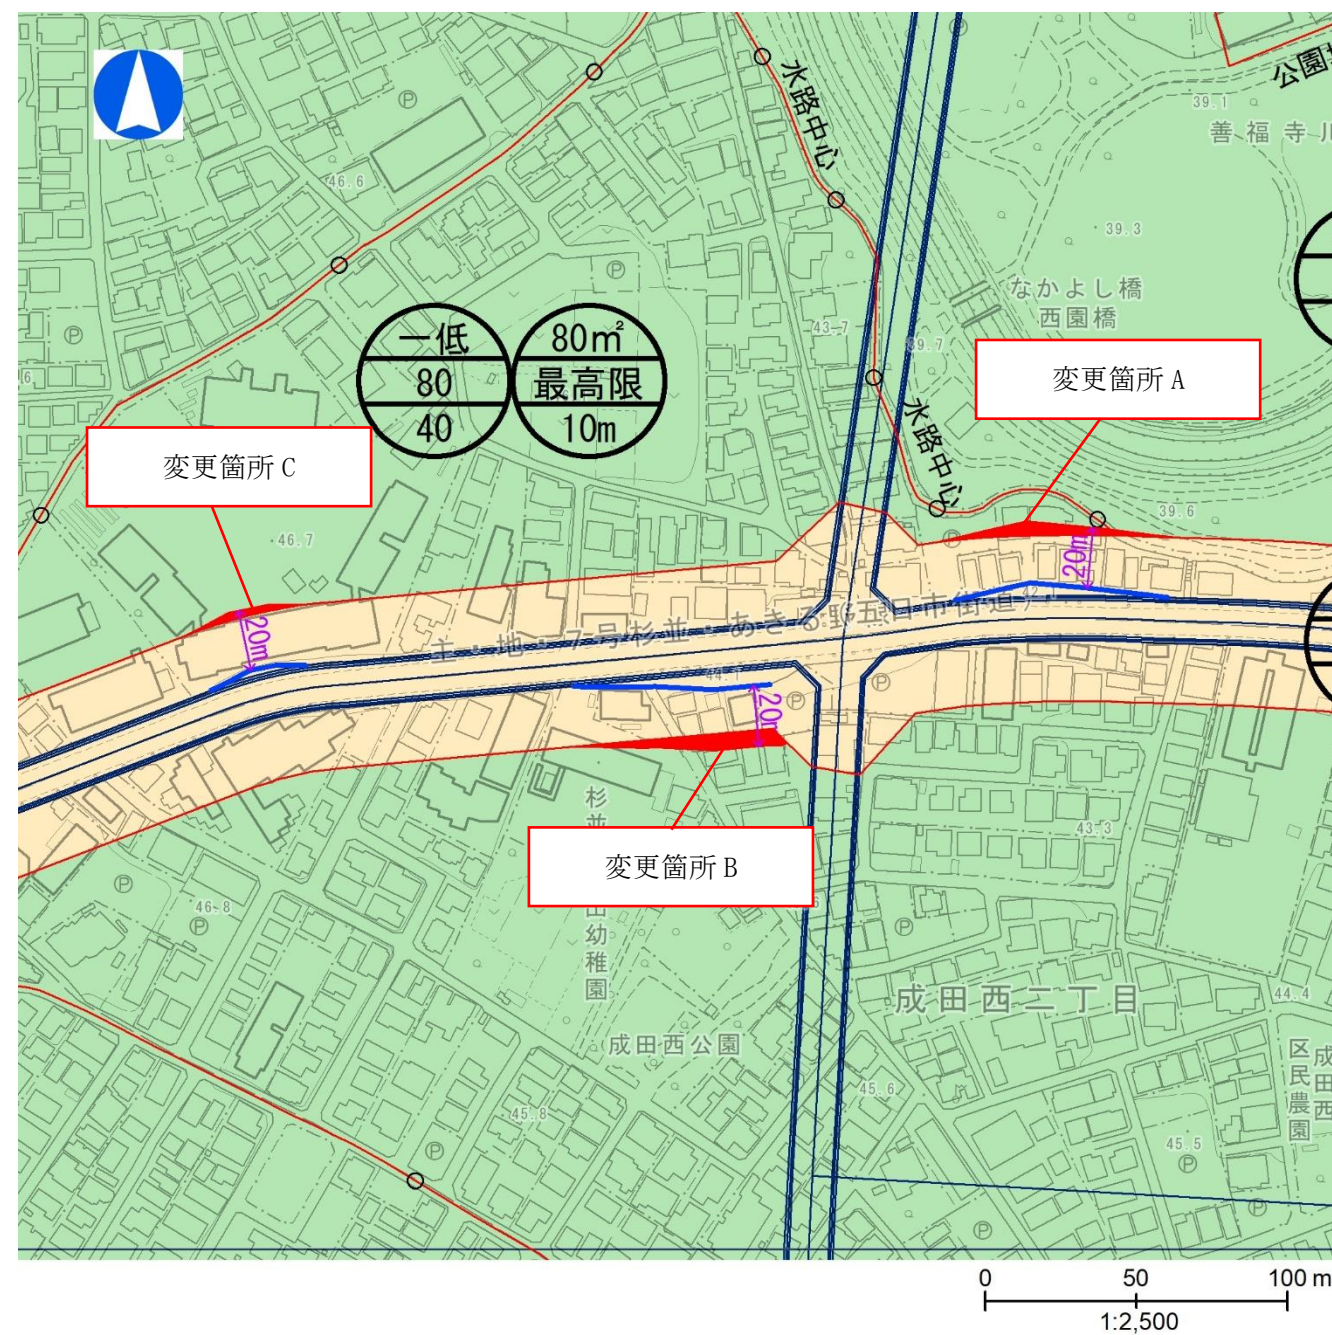 水路中心
公園
39.1
善福寺川
46.6
39.3
なかよし橋
西園橋
43.7
39.7
一低
80
40
80㎡
最高限
10m
変更箇所 A
水路中心
変更箇所 C
39.6
46.7
20m
20m
主・地・7号杉並・あきる野五日市街道
44.1
20m
杉並
変更箇所 B
43.3
田幼稚園
46.8
成田西二丁目
44.4
成田西公園
区民農園
成田西
45.6
45.8
45.5
0 50 100 m
1:2,500